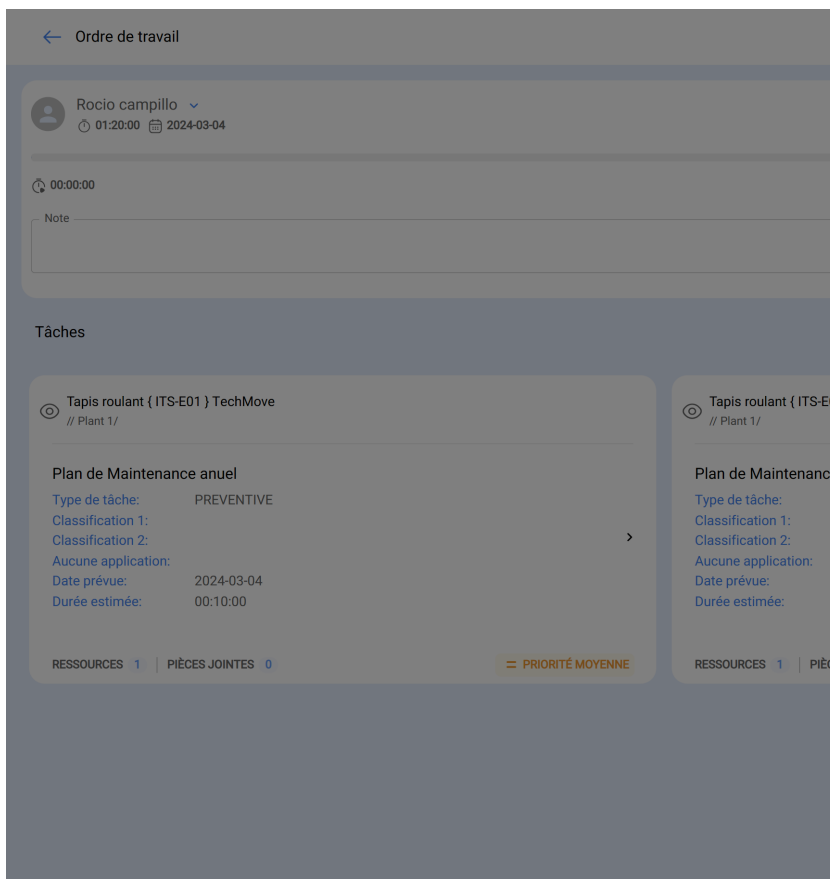 Ordre de travail
Rocio campillo
01:20:00 2024-03-04
00:00:00
Note
Tâches
Tapis roulant { ITS-E01 } TechMove
// Plant 1/
Plan de Maintenance anuel
Type de tâche: PREVENTIVE
Classification 1:
Classification 2:
Aucune application:
Date prévue: 2024-03-04
Durée estimée: 00:10:00
RESSOURCES 1 PIÈCES JOINTES 0 = PRIORITÉ MOYENNE
Tapis roulant { ITS-E
// Plant 1/
Plan de Maintenanc
Type de tâche:
Classification 1:
Classification 2:
Aucune application:
Date prévue:
Durée estimée:
RESSOURCES 1 PIÈ